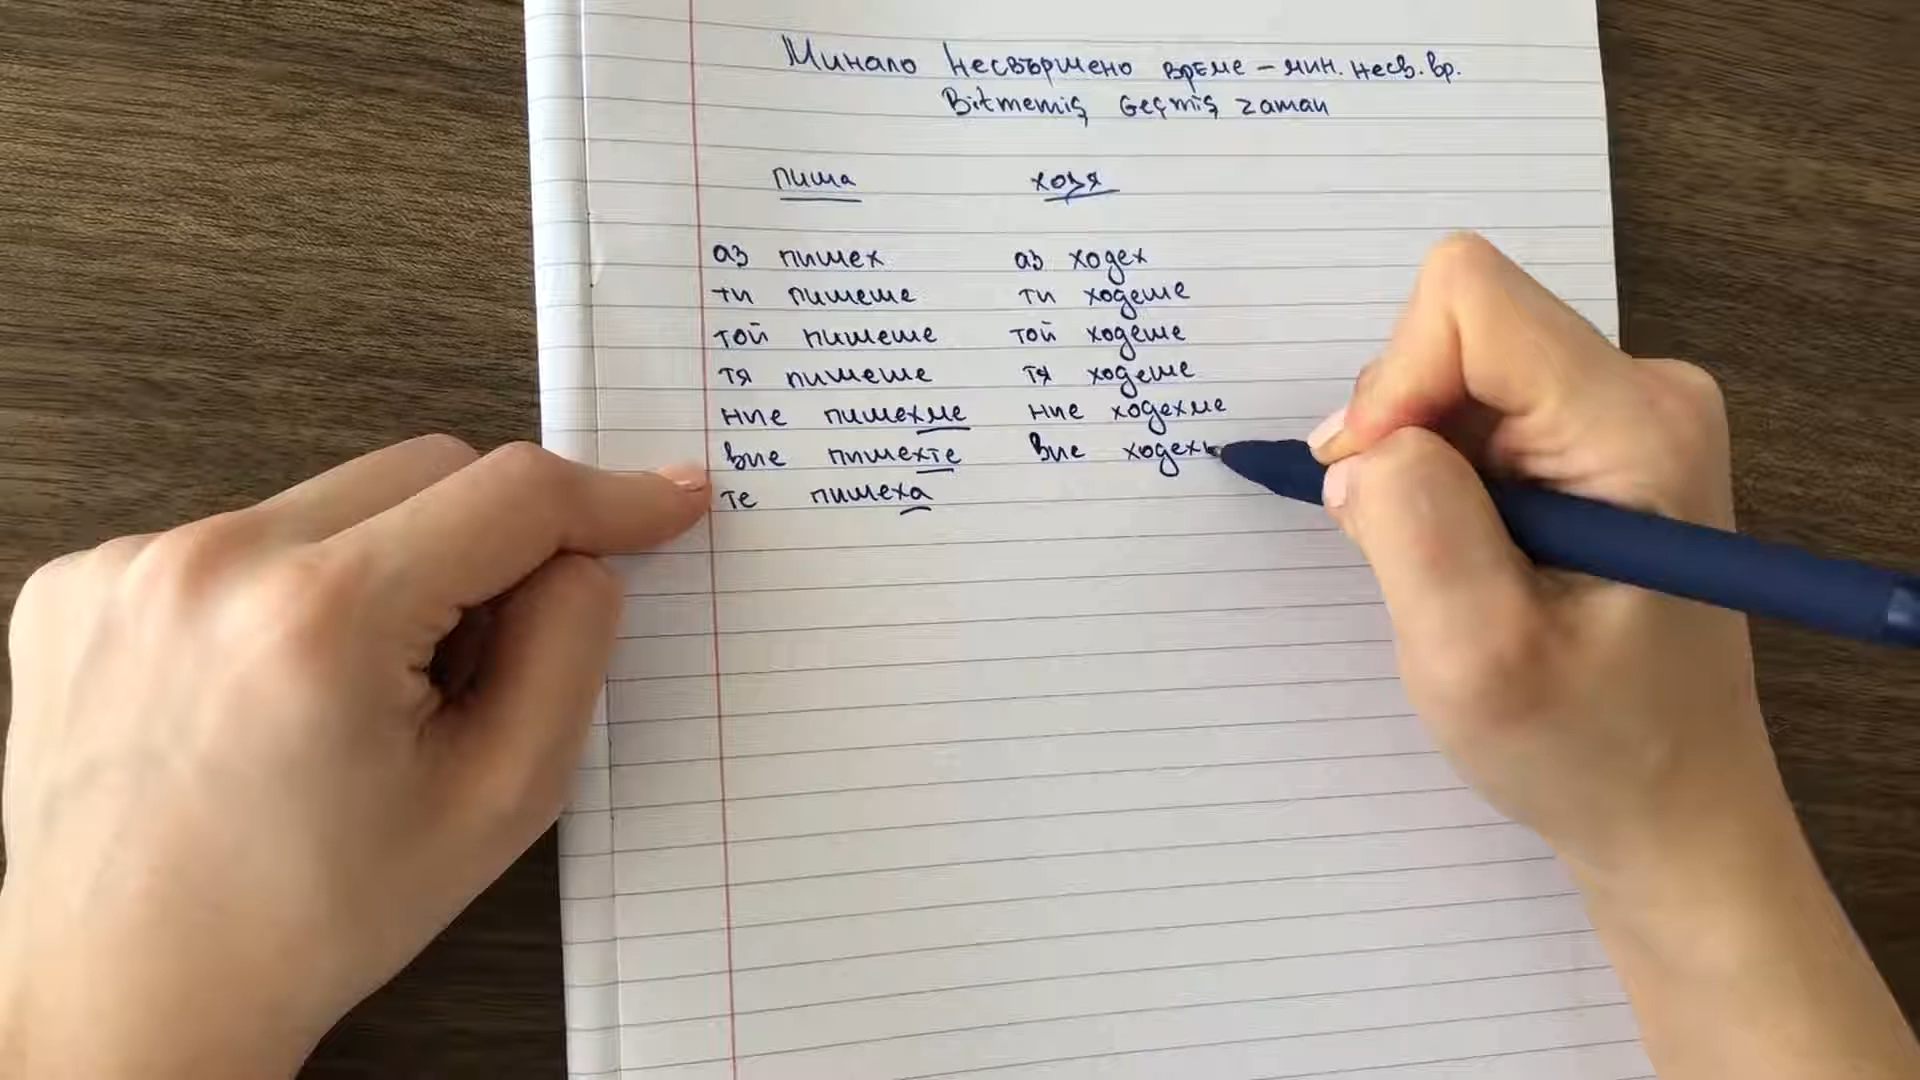 Минало Несвършено време - мин. несв. вр.
Bitmemiş Geçmiş zaman
пиша ходя
аз пишех аз ходех
ти пишеше ти ходеше
той пишеше той ходеше
тя пишеше тя ходеше
ние пишехме ние ходехме
вие пишехте вие
те пишеха